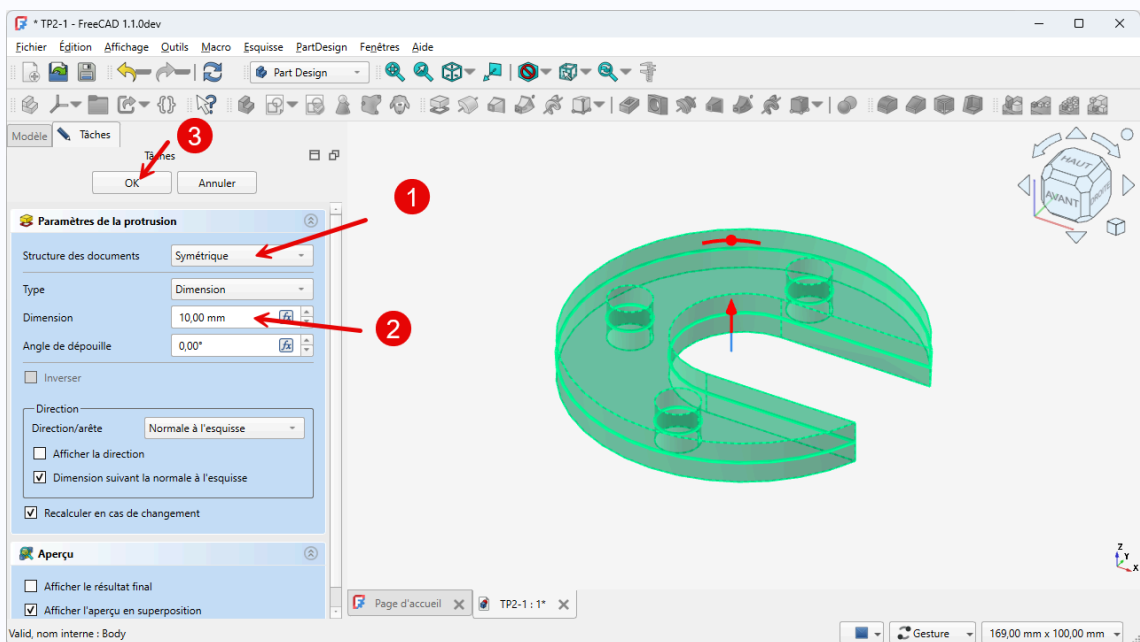 * TP2-1 - FreeCAD 1.1.0dev
Fichier Égition Affichage Outils Macro Esquisse PartDesign Fenêtres Aide
Part Design
Modèle Tâches
3
Tâches
OK Annuler
1
Paramètres de la protrusion
Structure des documents Symétrique
Type Dimension
Dimension 10,00 mm
2
Angle de dépouille 0,00°
Inverser
Direction
Direction/arête Normale à l'esquisse
Afficher la direction
Dimension suivant la normale à l'esquisse
Recalculer en cas de changement
Aperçu
Afficher le résultat final
Afficher l'aperçu en superposition
HAUT
AVANT
DROITE
Z
Y
X
Page d'accueil TP2-1 : 1*
Valid, nom interne : Body
Gesture 169,00 mm x 100,00 mm